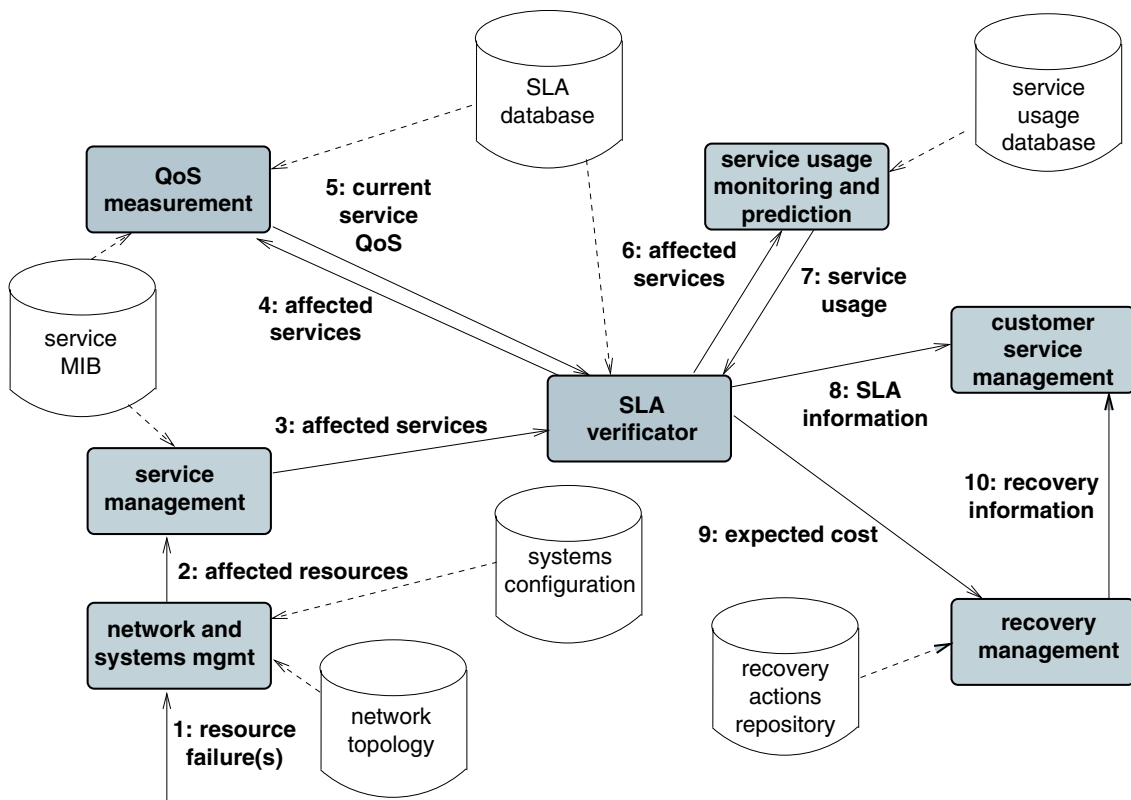 SLA
database
service
usage
database
QoS
measurement
5: current
service
QoS
service usage
monitoring and
prediction
6: affected
services
7: service
usage
4: affected
services
service
MIB
customer
service
management
SLA
verificator
8: SLA
information
3: affected services
service
management
10: recovery
information
9: expected cost
systems
configuration
2: affected resources
network and
systems mgmt
recovery
management
recovery
actions
repository
network
topology
1: resource
failure(s)